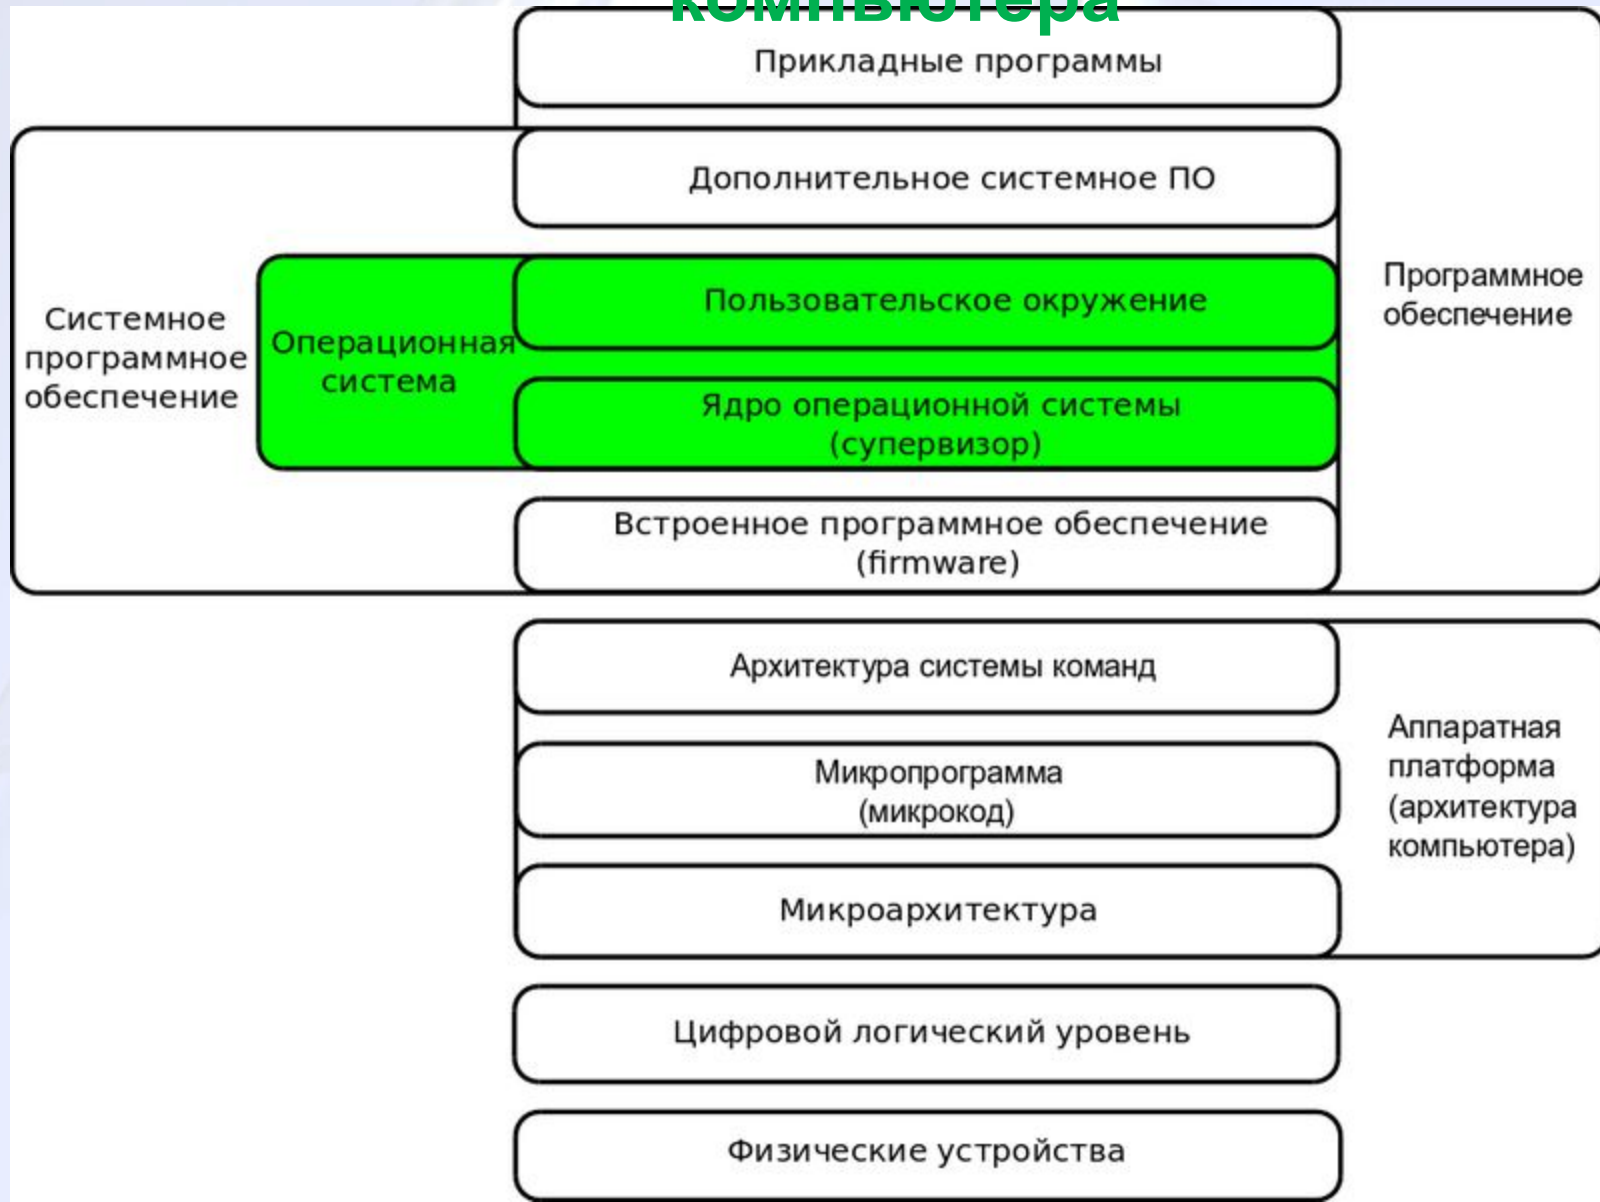 компьютера
Прикладные программы
Дополнительное системное ПО
Пользовательское окружение
Программное
обеспечение
Системное
программное
обеспечение
Операционная
система
Ядро операционной системы
(супервизор)
Встроенное программное обеспечение
(firmware)
Архитектура системы команд
Микропрограмма
(микрокод)
Аппаратная
платформа
(архитектура
компьютера)
Микроархитектура
Цифровой логический уровень
Физические устройства